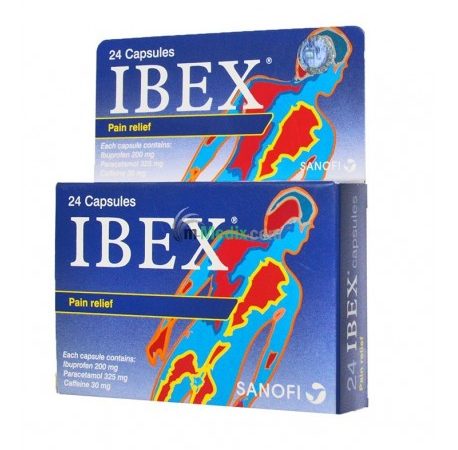 24 Capsules
IBEX®
Pain relief
Each capsule contains:
Ibuprofen 200 mg
Paracetamol 325 mg
Caffeine 30 mg
SANOFI
24 Capsules
IBEX®
m-Medix.com
Pain relief
Each capsule contains:
Ibuprofen 200 mg
Paracetamol 325 mg
Caffeine 30 mg
SANOFI
24 IBEX® capsules
Pain relief